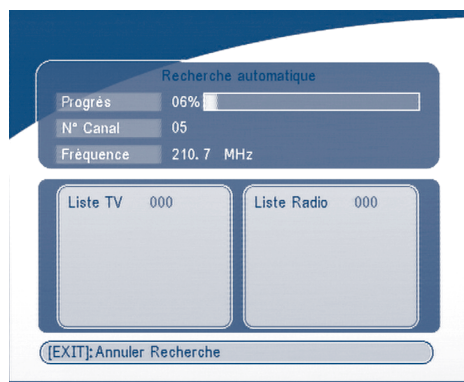 Recherche automatique
Progrès 06%
N° Canal 05
Fréquence 210.7 MHz
Liste TV 000
Liste Radio 000
[EXIT]: Annuler Recherche